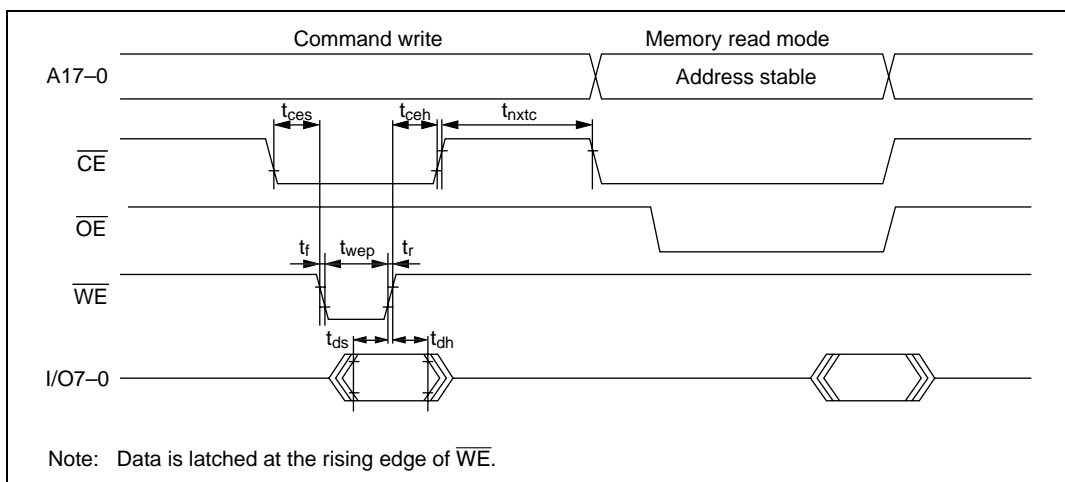 Command write Memory read mode
A17–0 Address stable
tces tceh tnxtc
CE
OE
tf twep tr
WE
tds tdh
I/O7–0
Note: Data is latched at the rising edge of WE.